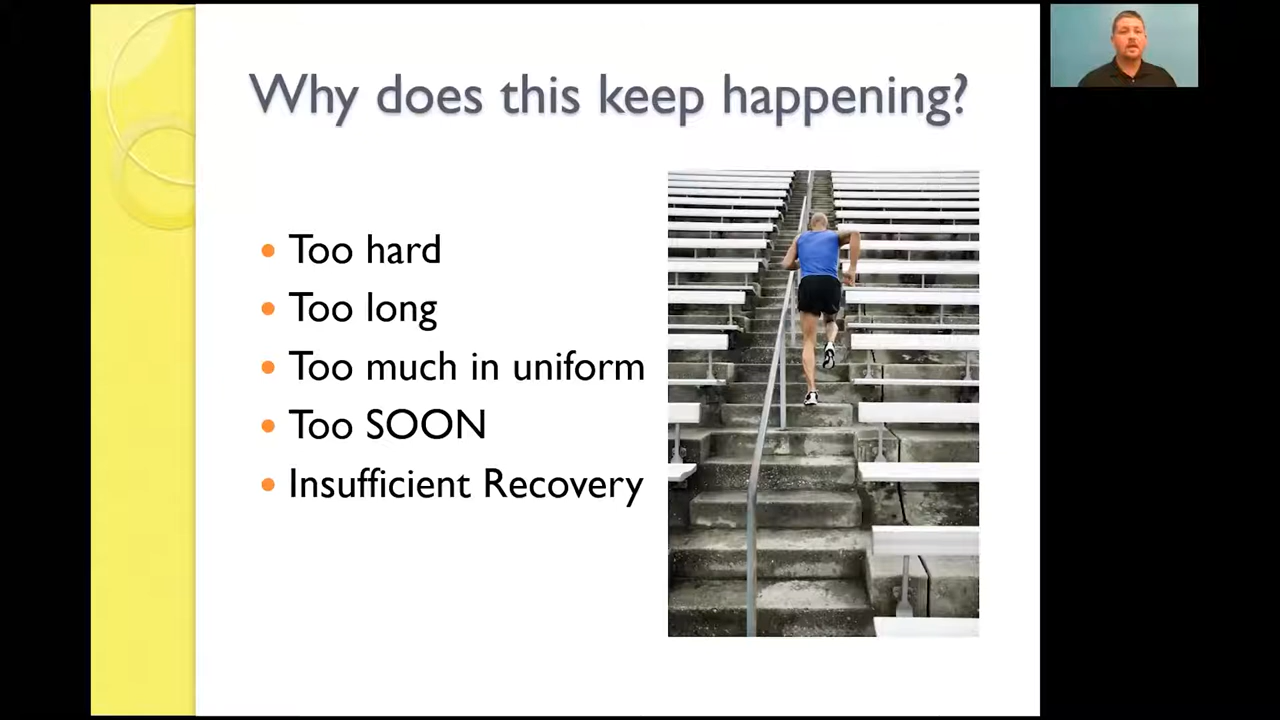 Why does this keep happening?
Too hard
Too long
Too much in uniform
Too SOON
Insufficient Recovery